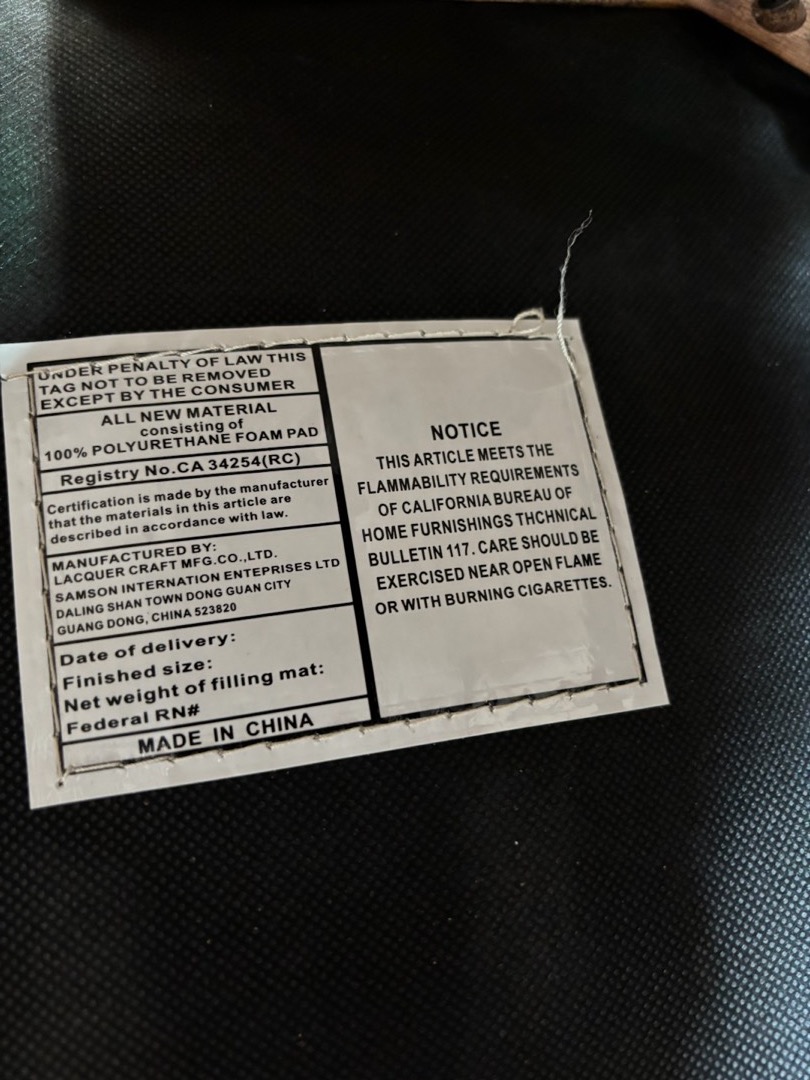 UNDER PENALTY OF LAW THIS
TAG NOT TO BE REMOVED
EXCEPT BY THE CONSUMER
ALL NEW MATERIAL
consisting of
100% POLYURETHANE FOAM PAD
Registry No.CA 34254(RC)
Certification is made by the manufacturer
that the materials in this article are
described in accordance with law.
MANUFACTURED BY:
LACQUER CRAFT MFG.CO.,LTD.
SAMSON INTERNATION ENTEPRISES LTD
DALING SHAN TOWN DONG GUAN CITY
GUANG DONG, CHINA 523820
Date of delivery:
Finished size:
Net weight of filling mat:
Federal RN#
MADE IN CHINA
NOTICE
THIS ARTICLE MEETS THE
FLAMMABILITY REQUIREMENTS
OF CALIFORNIA BUREAU OF
HOME FURNISHINGS THCHNICAL
BULLETIN 117. CARE SHOULD BE
EXERCISED NEAR OPEN FLAME
OR WITH BURNING CIGARETTES.